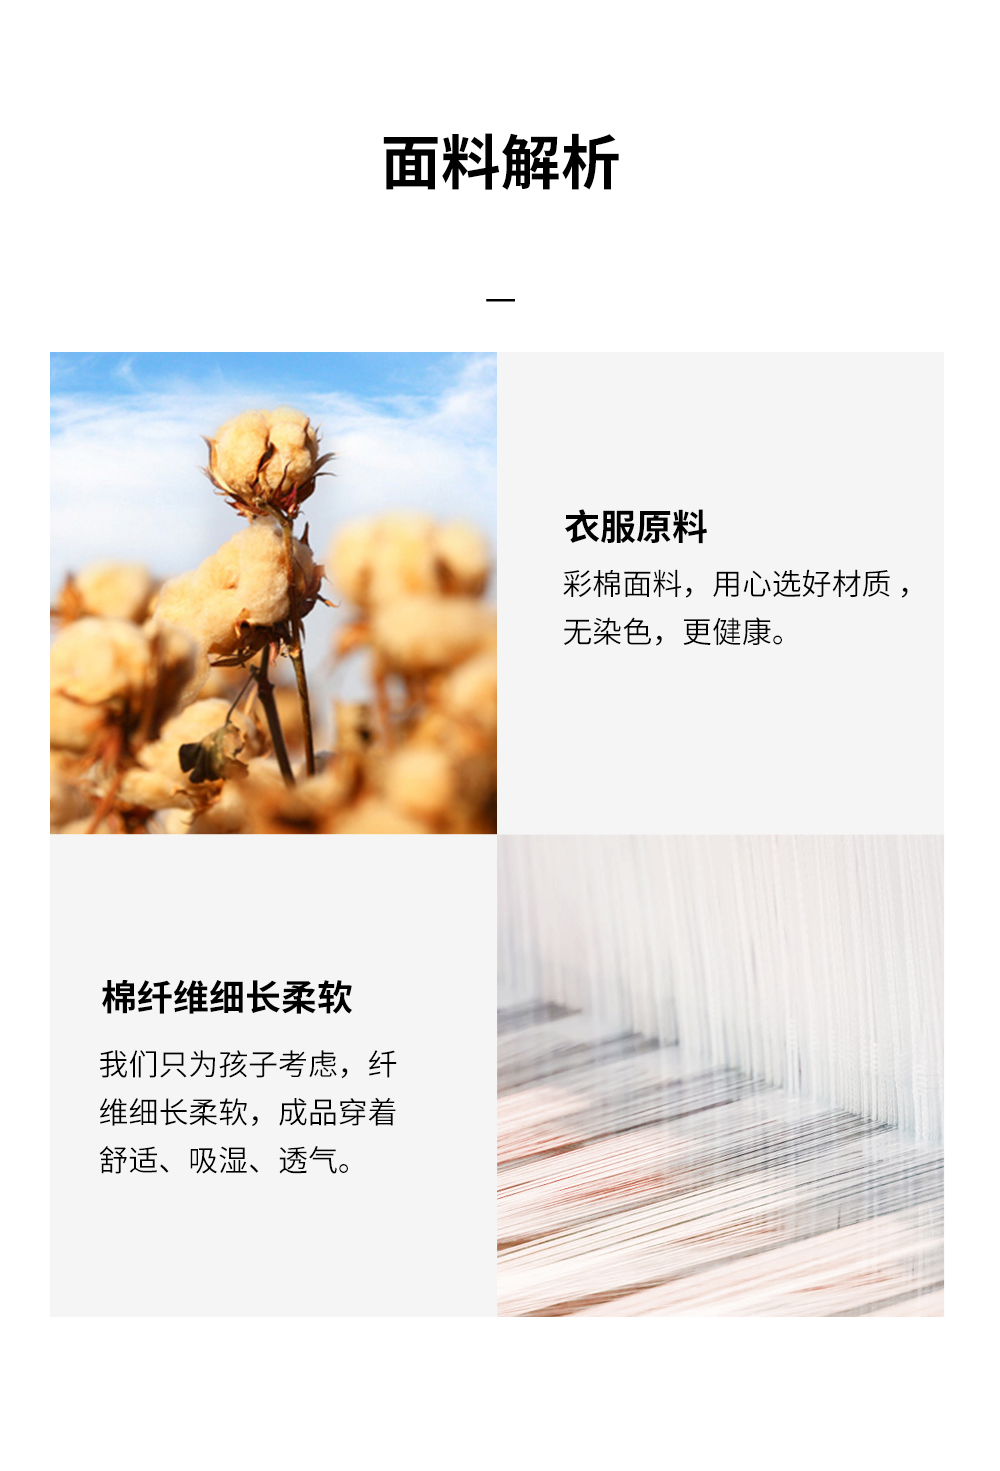 面料解析
衣服原料
彩棉面料，用心选好材质，
无染色，更健康。
棉纤维细长柔软
我们只为孩子考虑，纤
维细长柔软，成品穿着
舒适、吸湿、透气。